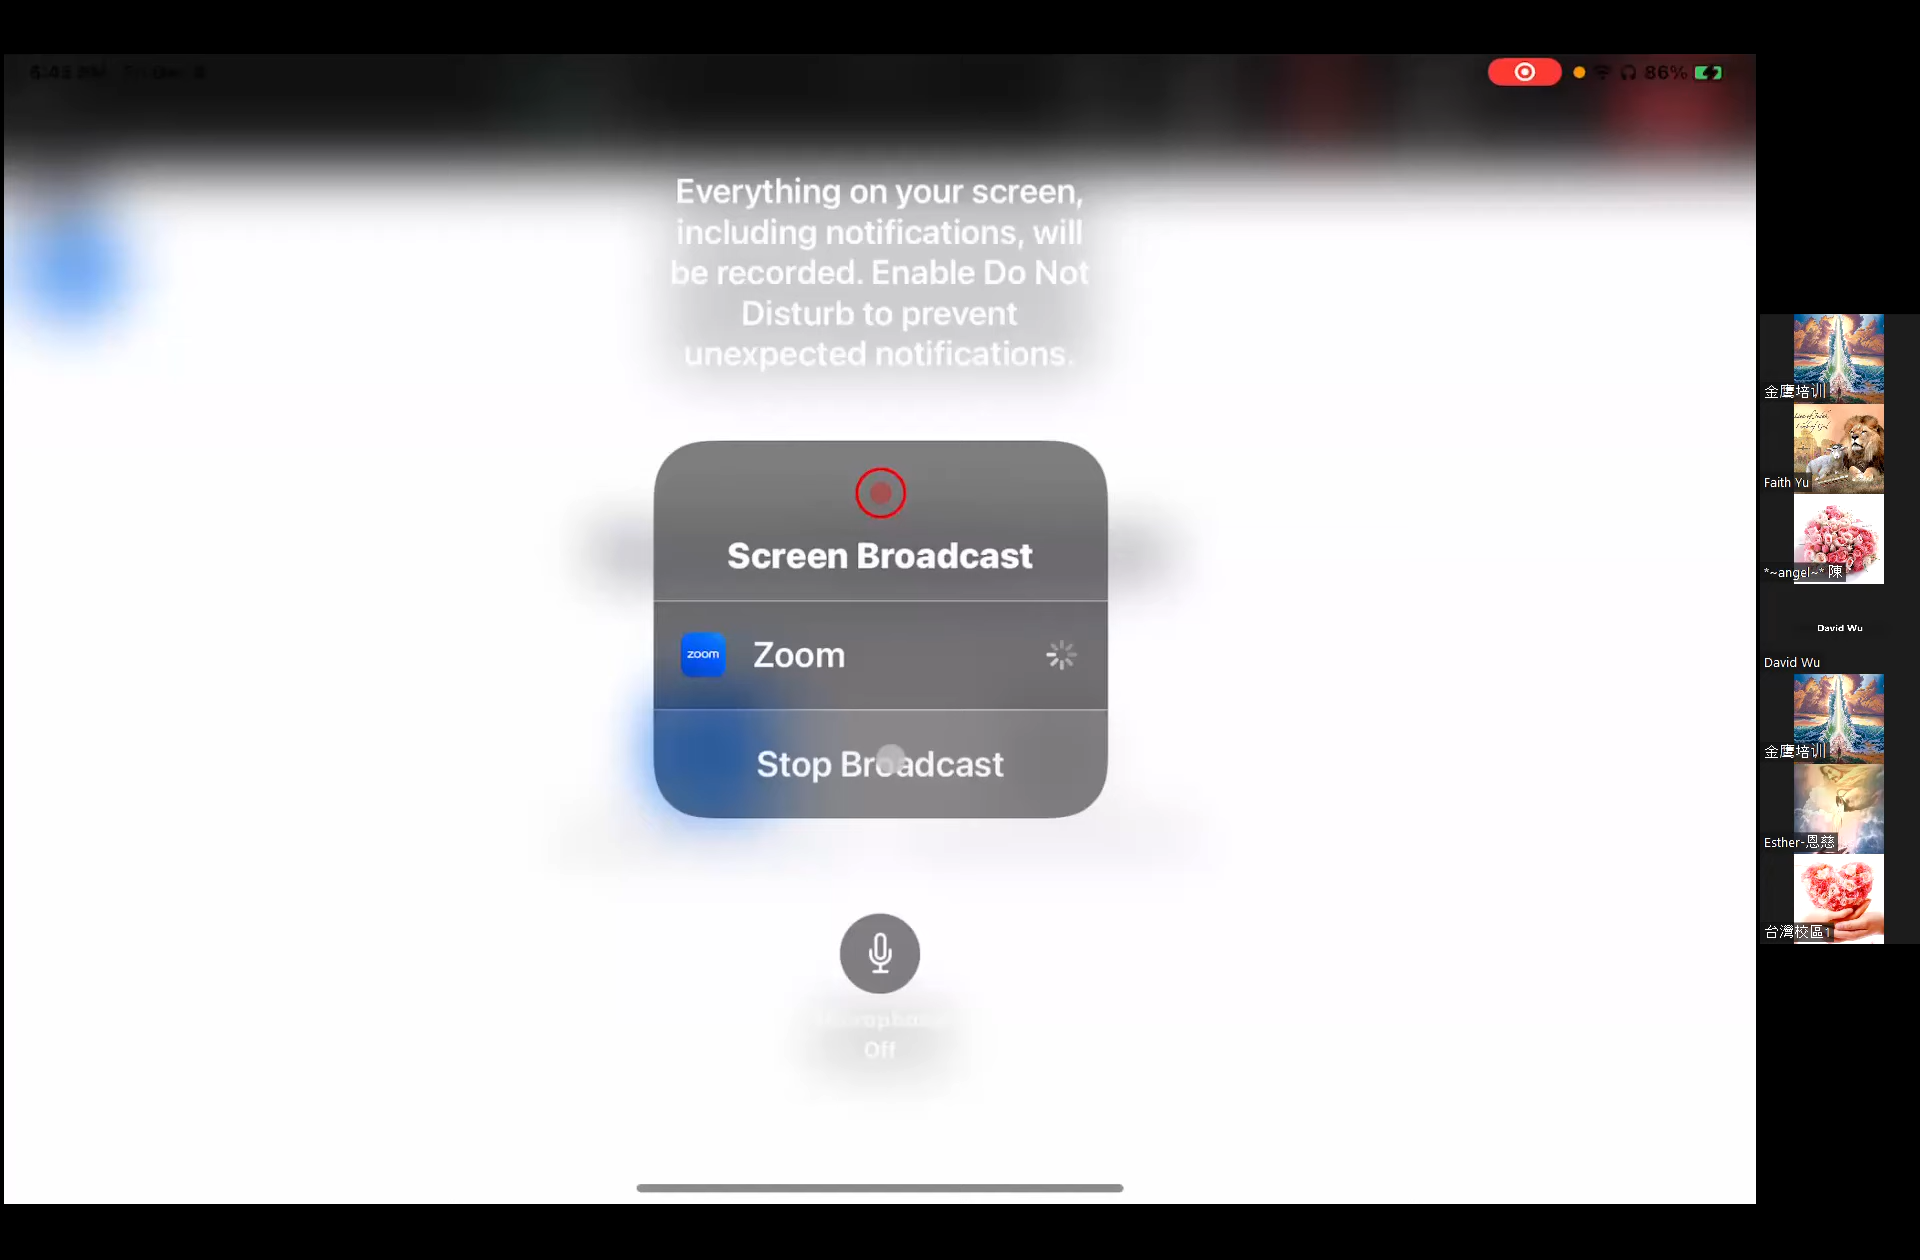 86%
Everything on your screen,
including notifications, will
be recorded. Enable Do Not
Disturb to prevent
unexpected notifications.
Screen Broadcast
zoom
Zoom
Stop Broadcast
Off
金鷹培训
Faith Yu
*~angel~* 陳
David Wu
David Wu
金鷹培训
Esther-恩慈
台灣校區1